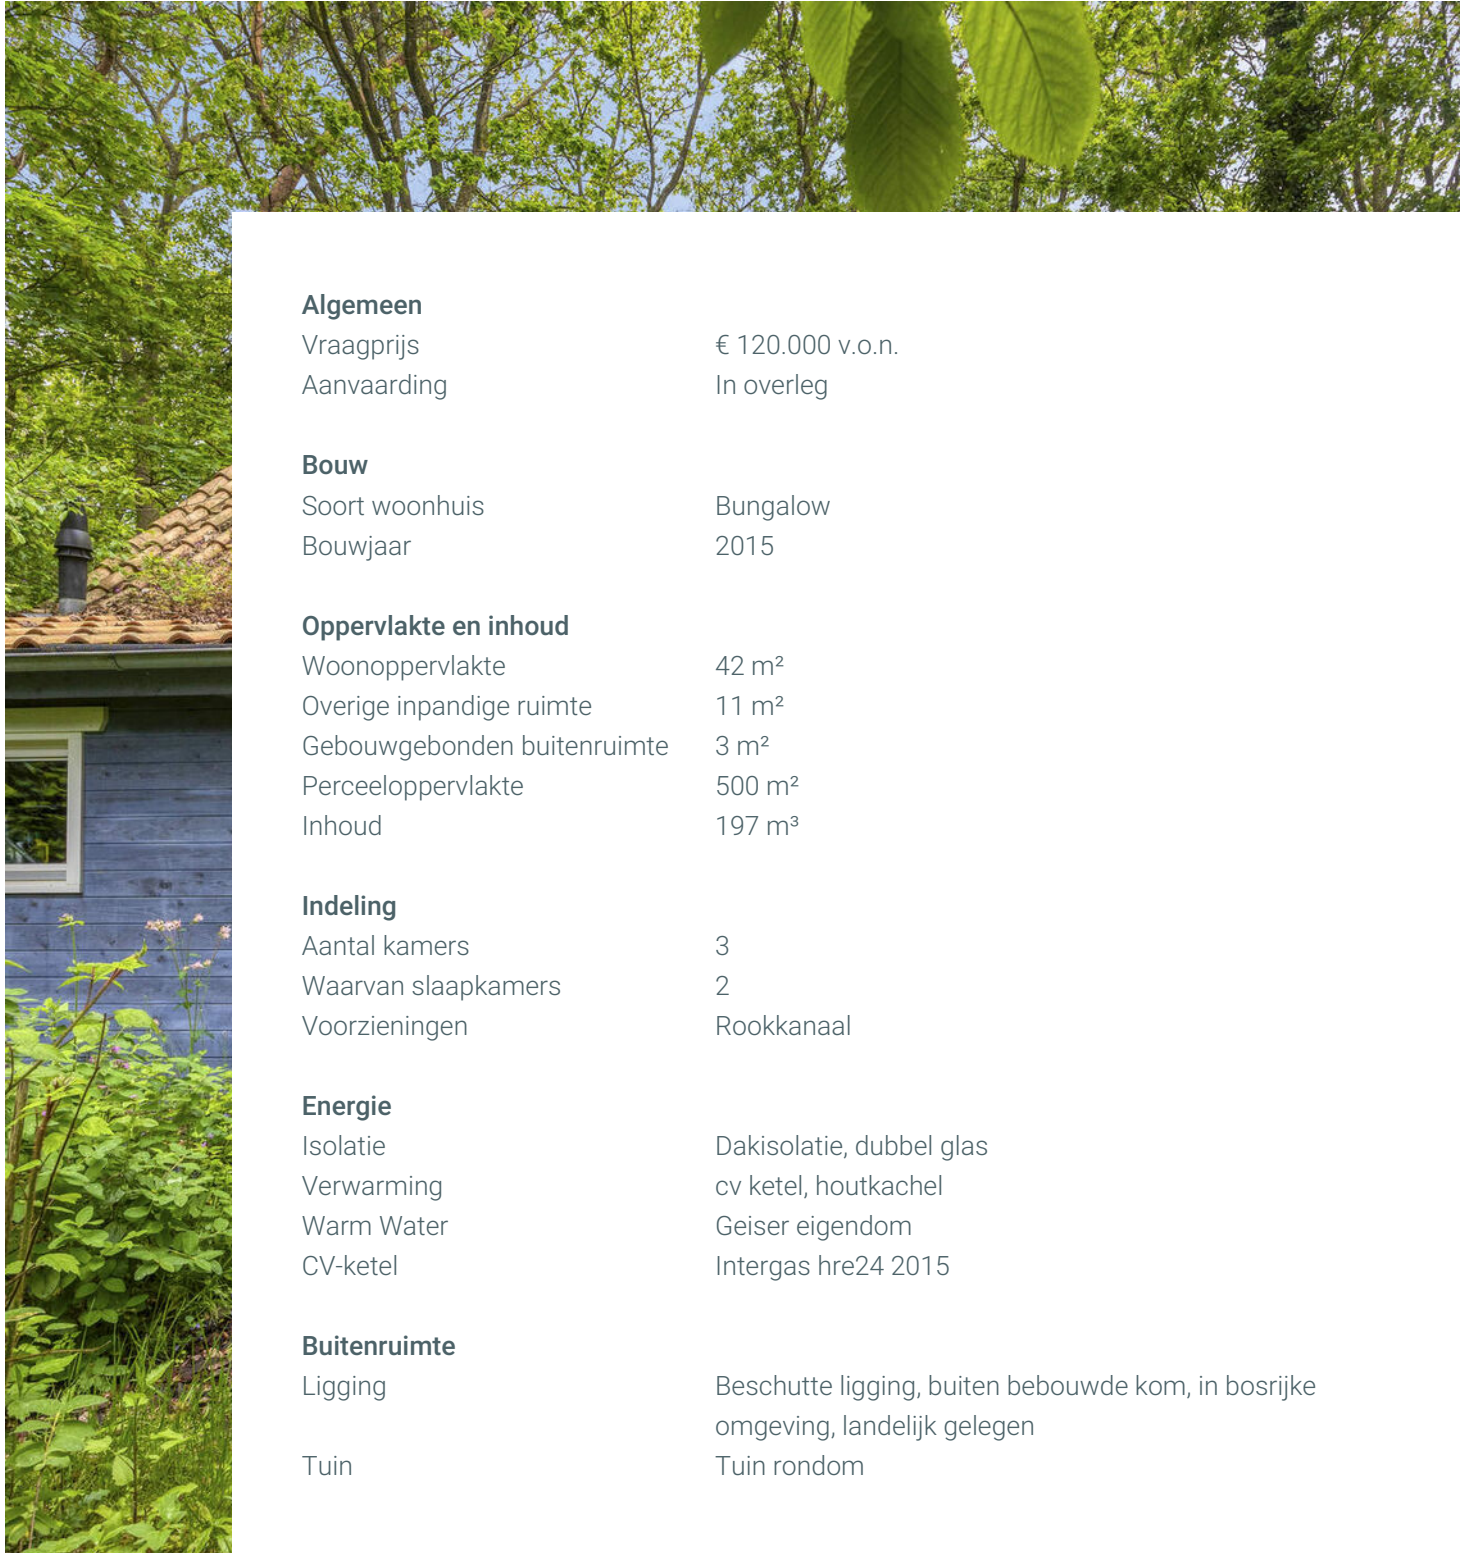 Algemeen
Vraagprijs € 120.000 v.o.n.
Aanvaarding In overleg
Bouw
Soort woonhuis Bungalow
Bouwjaar 2015
Oppervlakte en inhoud
Woonoppervlakte 42 m²
Overige inpandige ruimte 11 m²
Gebouwgebonden buitenruimte 3 m²
Perceeloppervlakte 500 m²
Inhoud 197 m³
Indeling
Aantal kamers 3
Waarvan slaapkamers 2
Voorzieningen Rookkanaal
Energie
Isolatie Dakisolatie, dubbel glas
Verwarming cv ketel, houtkachel
Warm Water Geiser eigendom
CV-ketel Intergas hre24 2015
Buitenruimte
Ligging Beschutte ligging, buiten bebouwde kom, in bosrijke
omgeving, landelijk gelegen
Tuin Tuin rondom